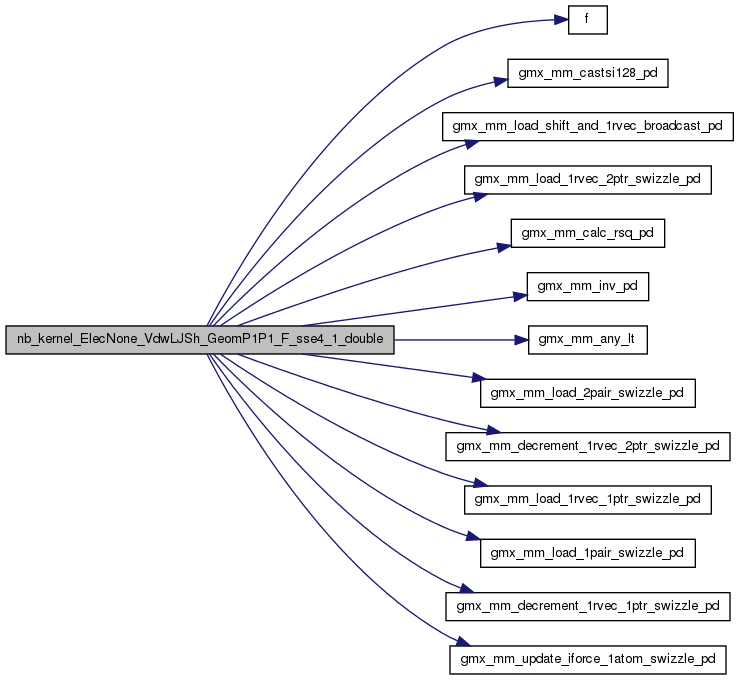 f
gmx_mm_castsi128_pd
gmx_mm_load_shift_and_1rvec_broadcast_pd
gmx_mm_load_1rvec_2ptr_swizzle_pd
gmx_mm_calc_rsq_pd
gmx_mm_inv_pd
nb_kernel_ElecNone_VdwLJSh_GeomP1P1_F_sse4_1_double
gmx_mm_any_lt
gmx_mm_load_2pair_swizzle_pd
gmx_mm_decrement_1rvec_2ptr_swizzle_pd
gmx_mm_load_1rvec_1ptr_swizzle_pd
gmx_mm_load_1pair_swizzle_pd
gmx_mm_decrement_1rvec_1ptr_swizzle_pd
gmx_mm_update_iforce_1atom_swizzle_pd